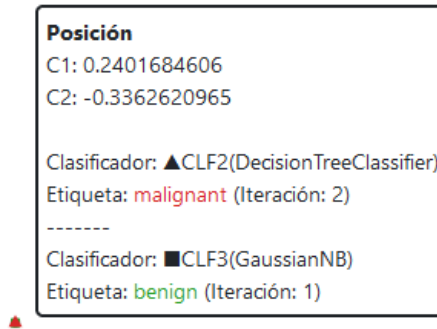 Posición
C1: 0.2401684606
C2: -0.3362620965
Clasificador: ▲CLF2(DecisionTreeClassifier)
Etiqueta: malignant (Iteración: 2)
-------
Clasificador: ■CLF3(GaussianNB)
Etiqueta: benign (Iteración: 1)